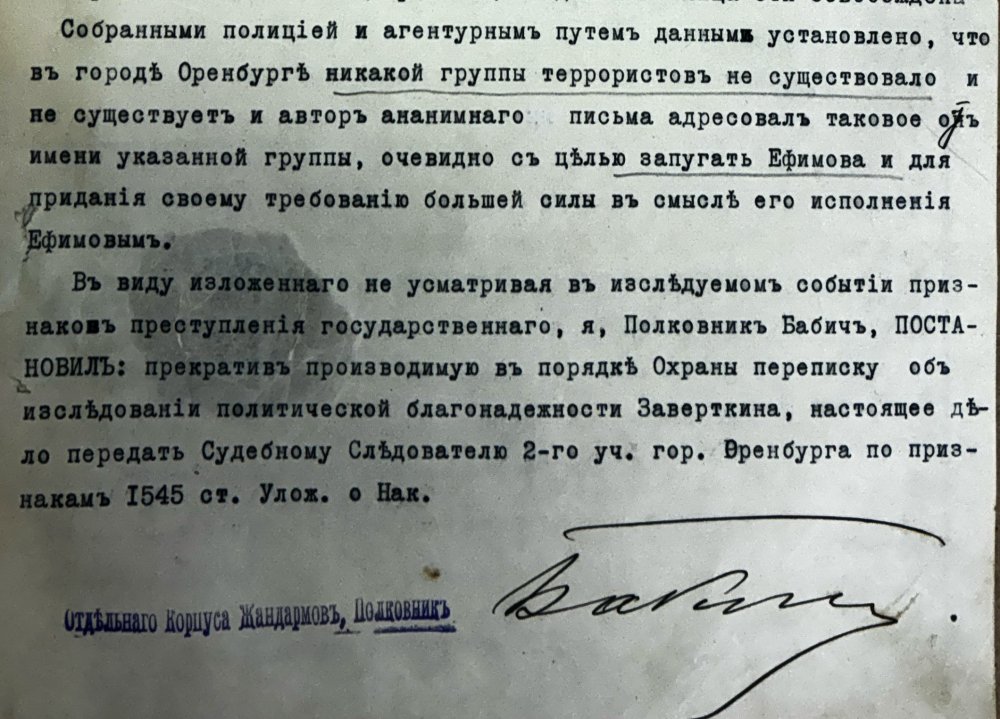 Собранными полиціей и агентурнымъ путемъ данными установлено, что
въ городѣ Оренбургѣ никакой группы террористовъ не существовало и
не существуетъ и авторъ ананимнаго письма адресовалъ таковое отъ
имени указанной группы, очевидно съ цѣлью запугать Ефимова и для
приданія своему требованію большей силы въ смыслѣ его исполненія
Ефимовымъ.
Въ виду изложеннаго не усматривая въ изслѣдуемомъ событіи приз-
наковъ преступленія государственнаго, я, Полковникъ Бабичъ, ПОСТА-
НОВИЛЪ: прекративъ производимую въ порядкѣ Охраны переписку объ
изслѣдованіи политической благонадежности Заверткина, настоящее дѣ-
ло передать Судебному Слѣдователю 2-го уч. гор. Оренбурга по приз-
накамъ 1545 ст. Улож. о Нак.
Отдѣльнаго Корпуса Жандармовъ, Полковникъ Бабичъ.